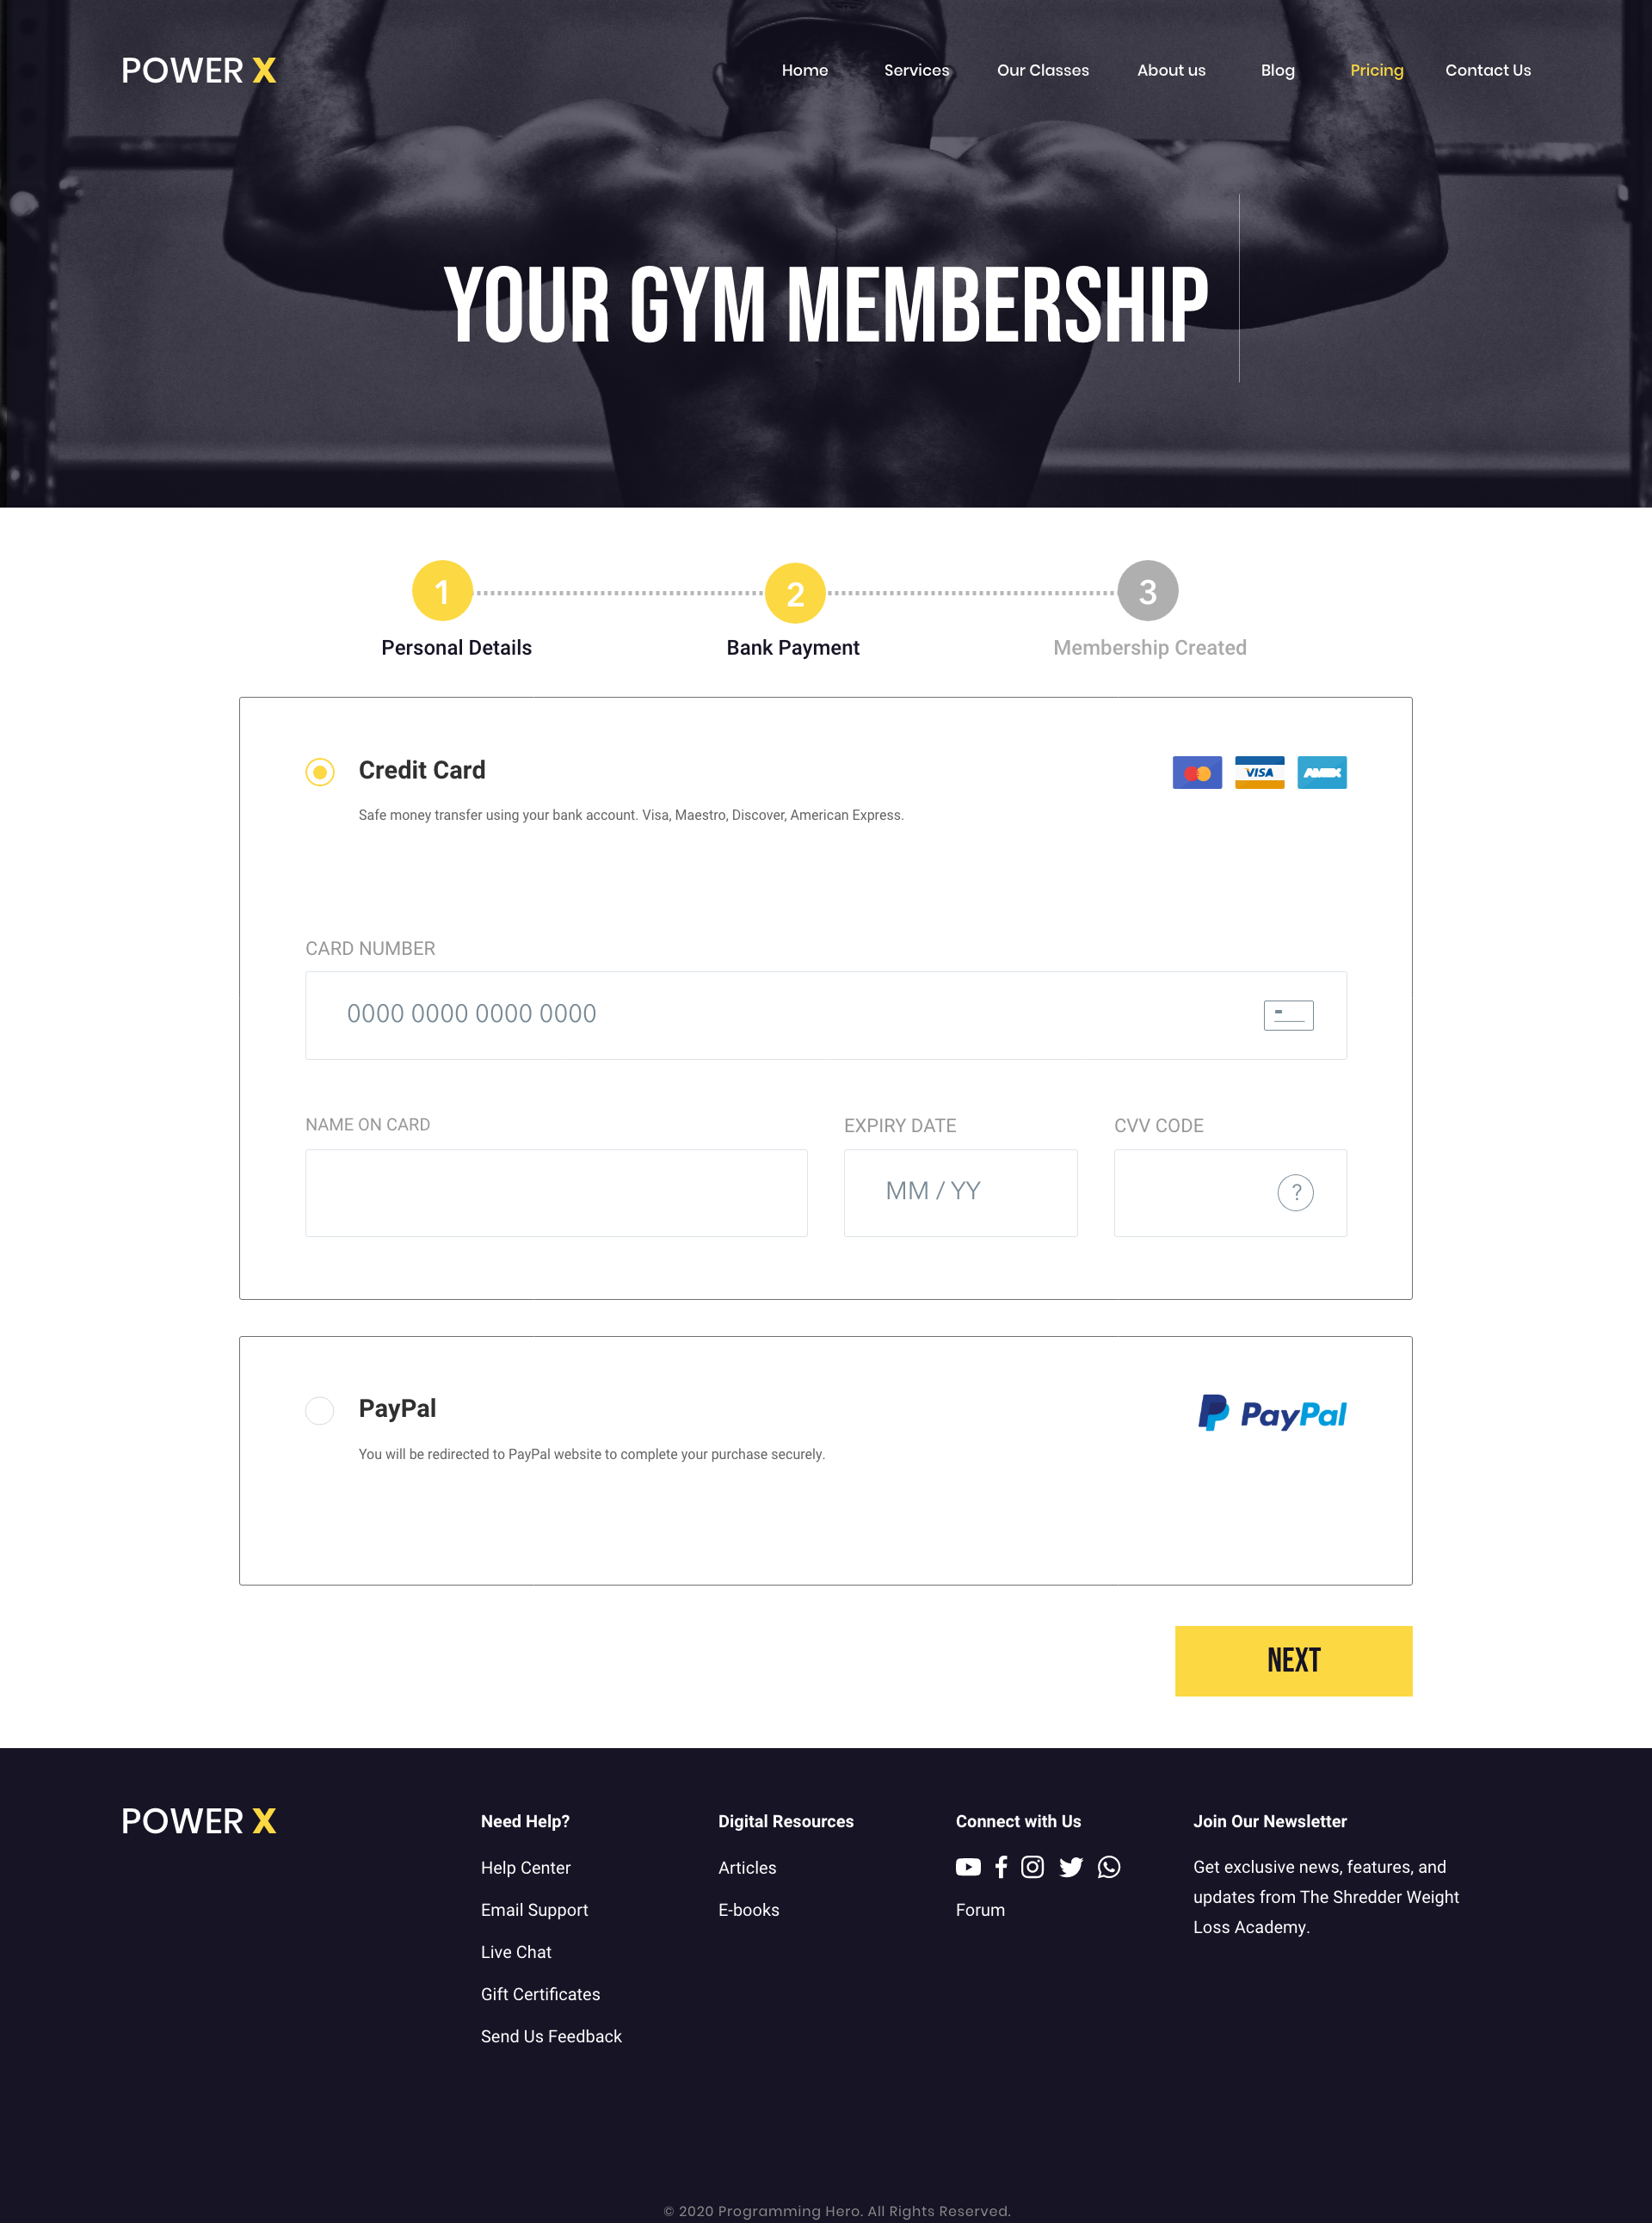 POWER X
Home Services Our Classes About us Blog Pricing Contact Us
YOUR GYM MEMBERSHIP
1 2 3
Personal Details Bank Payment Membership Created
Credit Card
VISA AMEX
Safe money transfer using your bank account. Visa, Maestro, Discover, American Express.
CARD NUMBER
0000 0000 0000 0000
NAME ON CARD EXPIRY DATE CVV CODE
MM / YY ?
PayPal PayPal
You will be redirected to PayPal website to complete your purchase securely.
NEXT
POWER X
Need Help?
Help Center
Email Support
Live Chat
Gift Certificates
Send Us Feedback
Digital Resources
Articles
E-books
Connect with Us
Forum
Join Our Newsletter
Get exclusive news, features, and
updates from The Shredder Weight
Loss Academy.
© 2020 Programming Hero. All Rights Reserved.